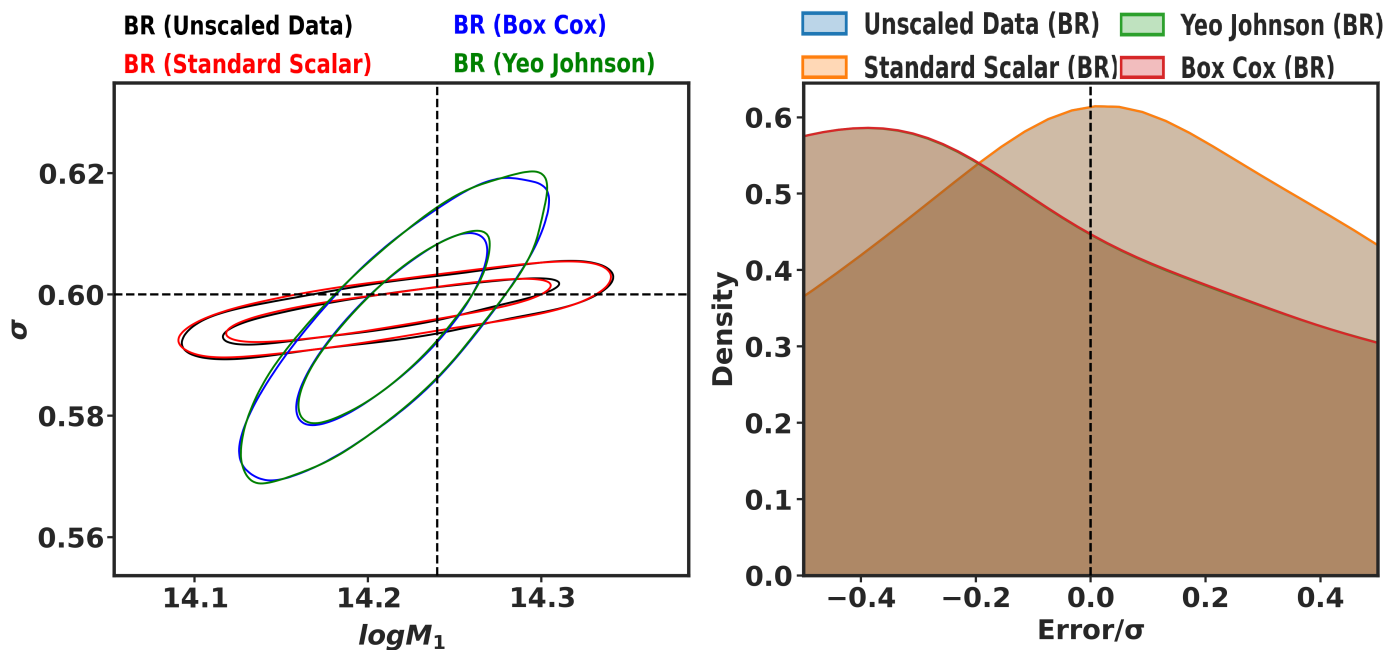 BR (Unscaled Data)
BR (Box Cox)
BR (Standard Scalar)
BR (Yeo Johnson)
0.62
0.60
0.58
0.56
σ
14.1
14.2
14.3
logM1
Unscaled Data (BR)
Yeo Johnson (BR)
Standard Scalar (BR)
Box Cox (BR)
0.6
0.5
0.4
0.3
0.2
0.1
0.0
Density
−0.4
−0.2
0.0
0.2
0.4
Error/σ